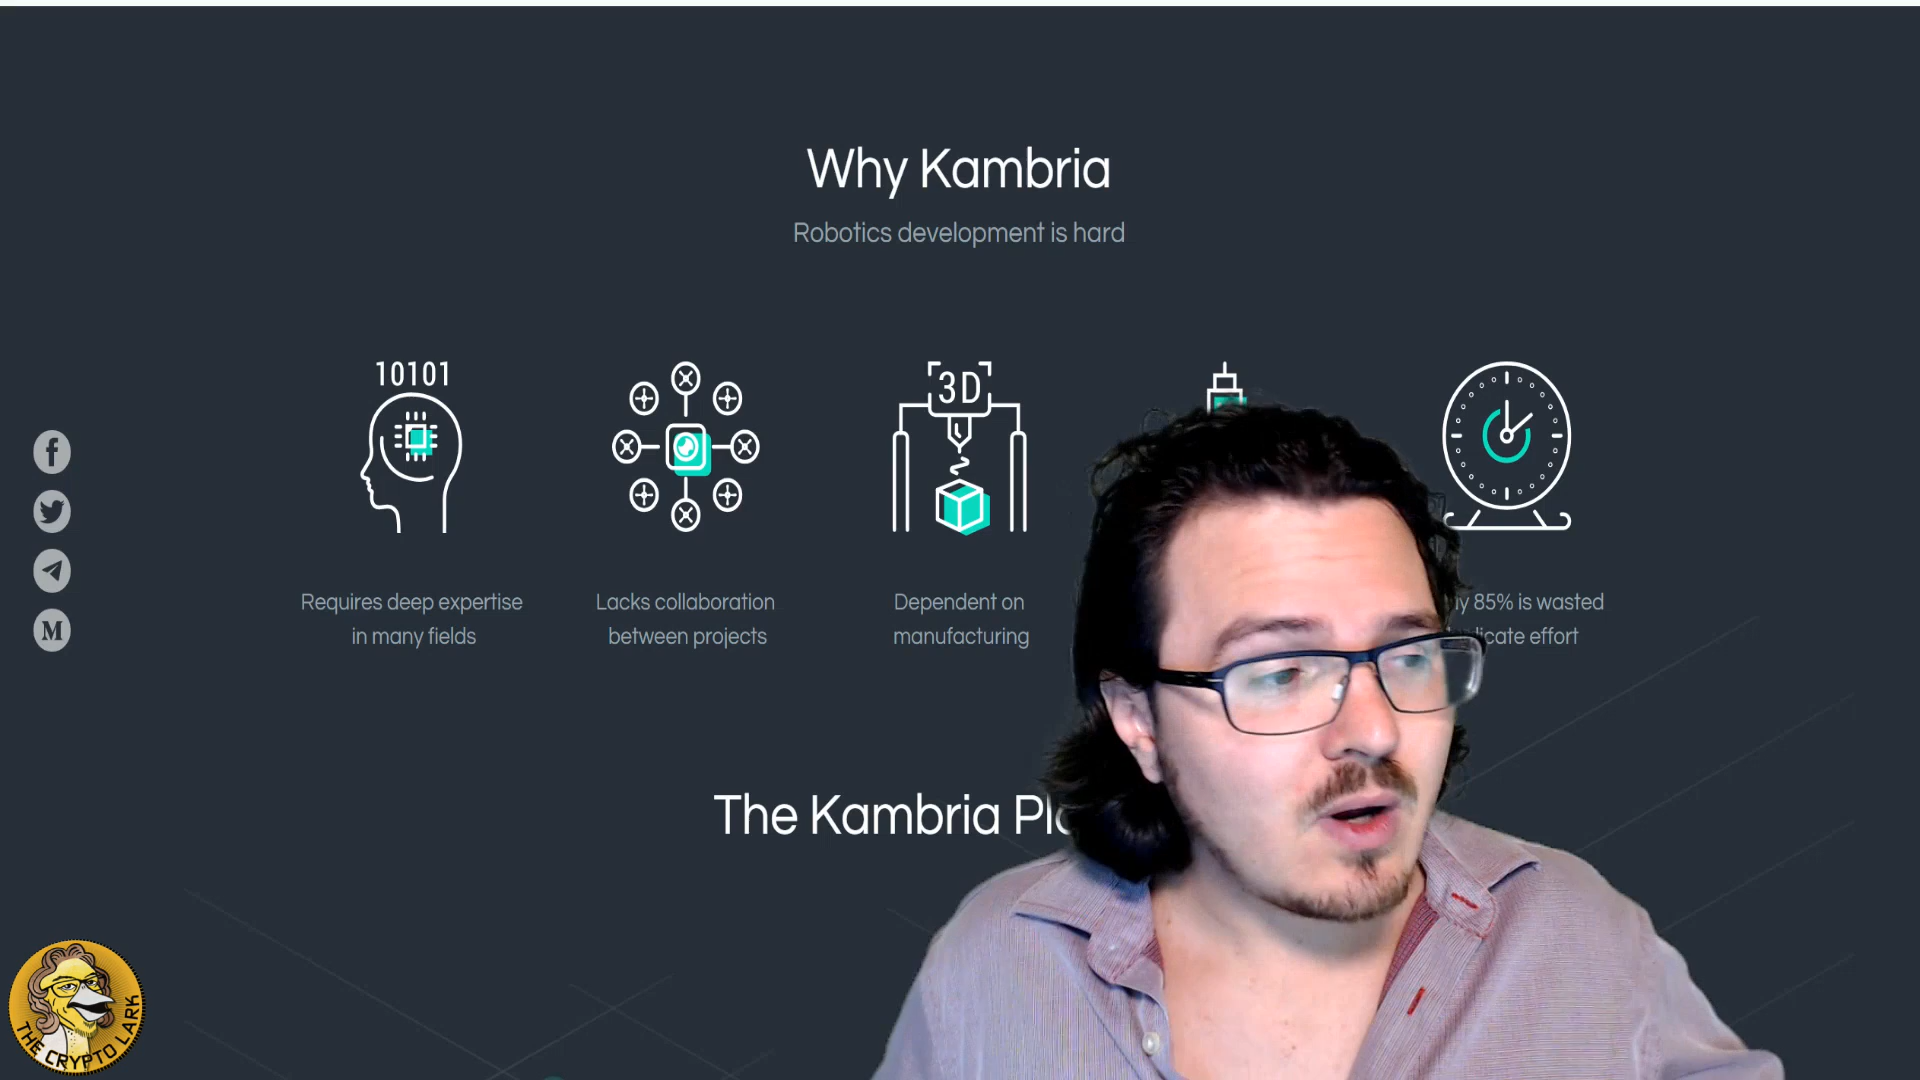 Why Kambria
Robotics development is hard
10101
3D
Requires deep expertise
in many fields
Lacks collaboration
between projects
Dependent on
manufacturing
85% is wasted
effort
The Kambria
f
M
THE CRYPTO LARK